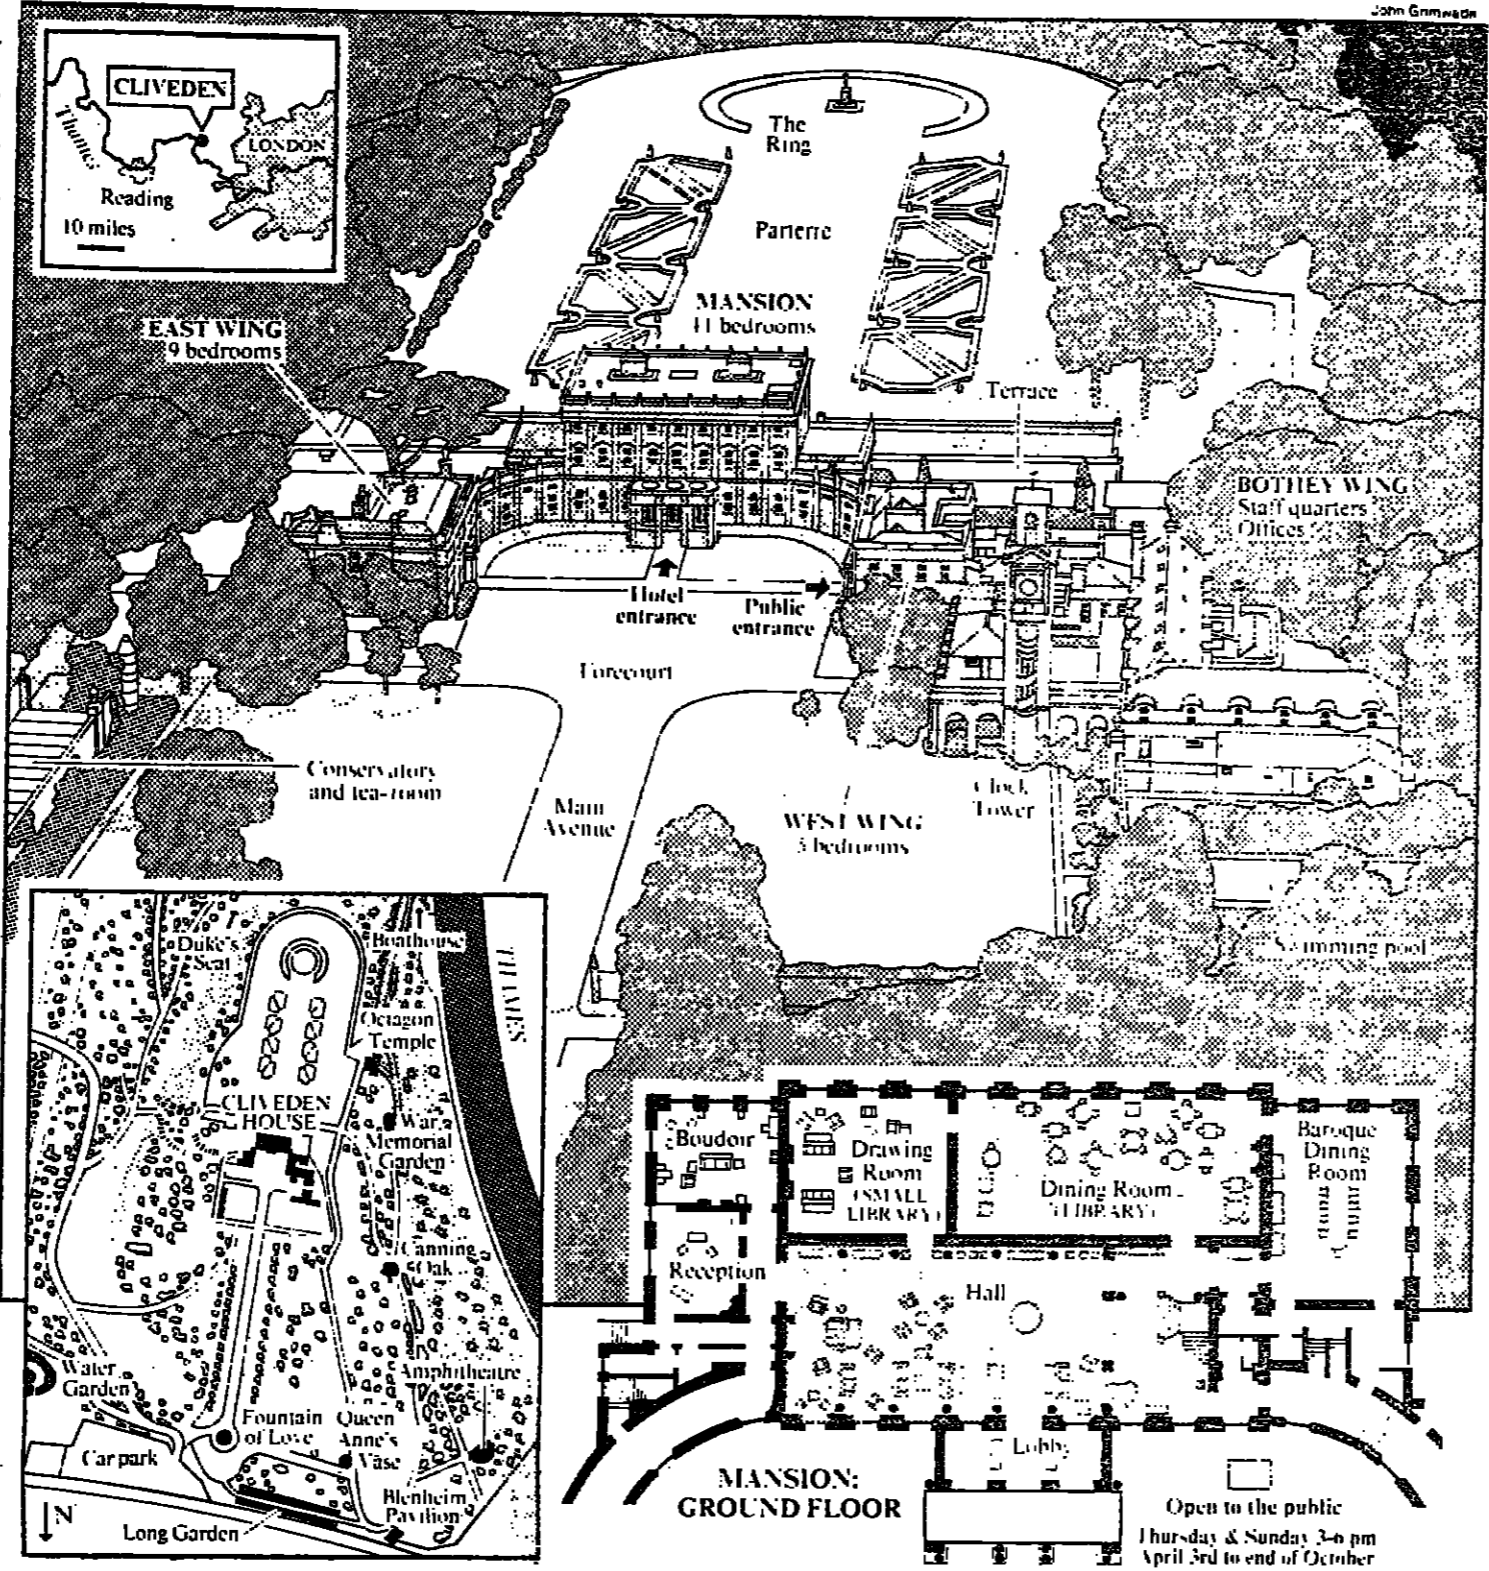 John Grimwade
CLIVEDEN
Thames
LONDON
Reading
10 miles
The
Ring
Parterre
MANSION
11 bedrooms
EAST WING
9 bedrooms
Terrace
BOTHEY WING
Staff quarters
Offices
Hotel
entrance
Public
entrance
Forecourt
Conservatory
and tea-room
Main
Avenue
Clock
Tower
WEST WING
5 bedrooms
Swimming pool
Duke's
Seat
Boathouse
THAMES
Octagon
Temple
CLIVEDEN
HOUSE
War
Memorial
Garden
Canning
Oak
Amphitheatre
Water
Garden
Fountain
of Love
Queen
Anne's
Vase
Car park
Blenheim
Pavilion
N
Long Garden
Boudoir
Drawing
Room
(SMALL
LIBRARY)
Dining Room
(LIBRARY)
Baroque
Dining
Room
Reception
Hall
Lobby
MANSION:
GROUND FLOOR
Open to the public
Thursday & Sunday 3-6 pm
April 3rd to end of October